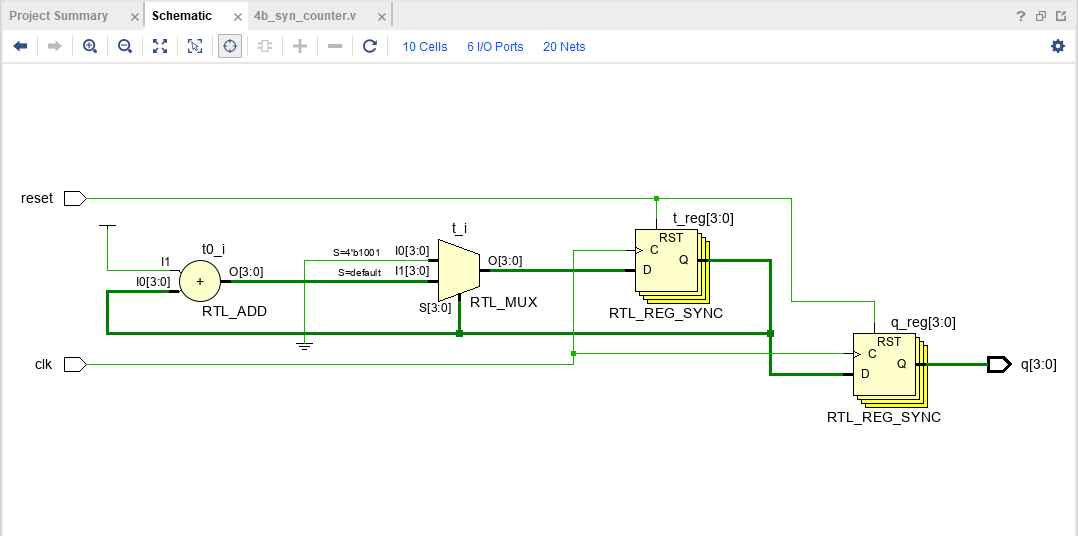 Project Summary
Schematic
4b_syn_counter.v
10 Cells
6 I/O Ports
20 Nets
reset
t_reg[3:0]
RST
C
D
Q
RTL_REG_SYNC
t_i
S=4'b1001
I0[3:0]
S=default
I1[3:0]
S[3:0]
O[3:0]
RTL_MUX
t0_i
I1
I0[3:0]
+
O[3:0]
RTL_ADD
clk
q_reg[3:0]
RST
C
D
Q
RTL_REG_SYNC
q[3:0]